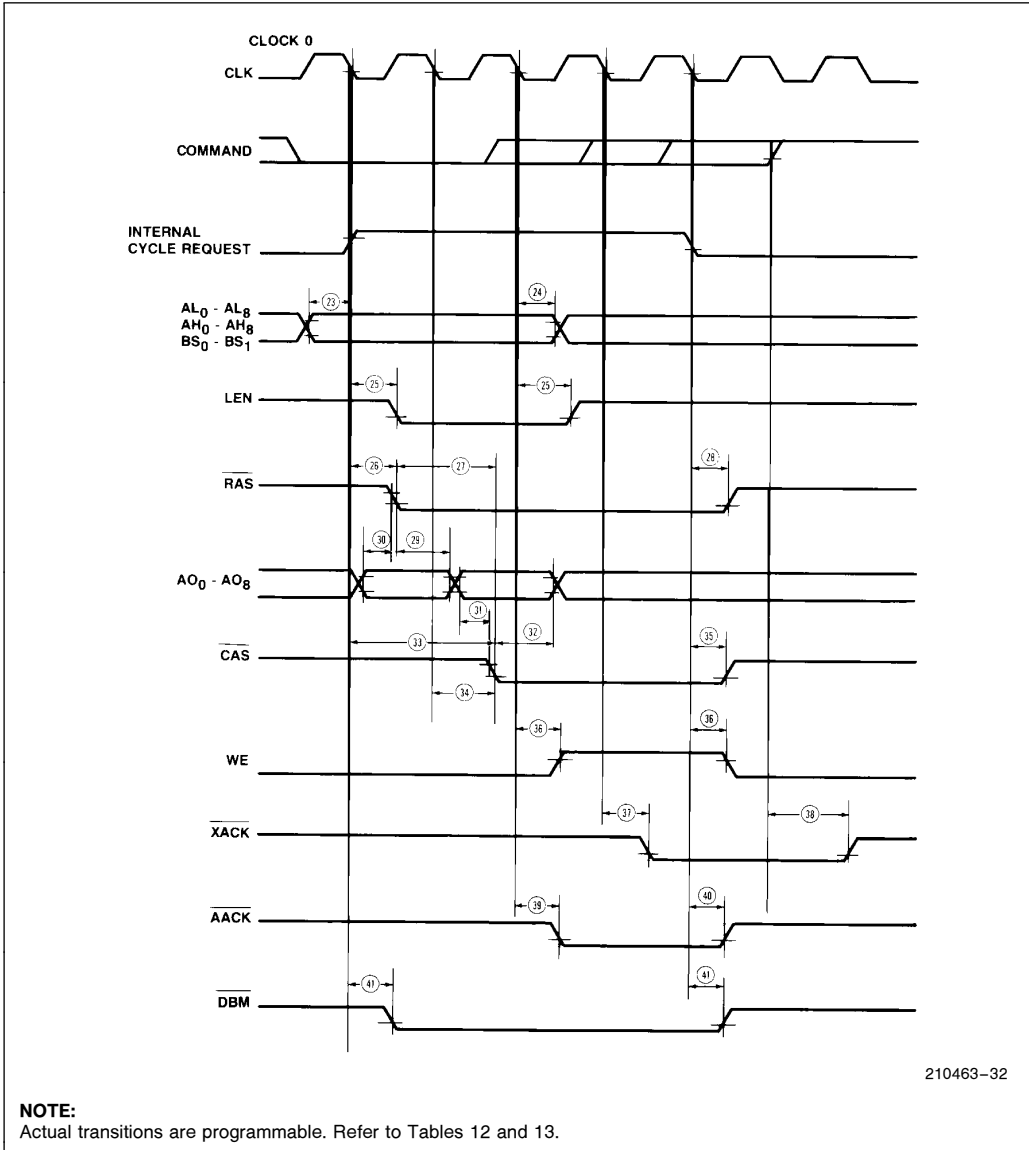 CLOCK 0
CLK
COMMAND
INTERNAL
CYCLE REQUEST
23
24
AL0 - AL8
AH0 - AH8
BS0 - BS1
25
25
LEN
26
27
28
RAS
30
29
AO0 - AO8
31
33
32
35
CAS
34
36
36
WE
37
38
XACK
39
40
AACK
41
41
DBM
210463–32
NOTE:
Actual transitions are programmable. Refer to Tables 12 and 13.